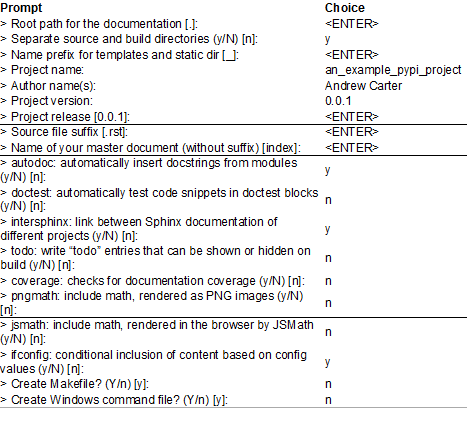 Prompt Choice
> Root path for the documentation [.]: <ENTER>
> Separate source and build directories (y/N) [n]: y
> Name prefix for templates and static dir [_]: <ENTER>
> Project name: an_example_pypi_project
> Author name(s): Andrew Carter
> Project version: 0.0.1
> Project release [0.0.1]: <ENTER>
> Source file suffix [.rst]: <ENTER>
> Name of your master document (without suffix) [index]: <ENTER>
> autodoc: automatically insert docstrings from modules
(y/N) [n]: y
> doctest: automatically test code snippets in doctest blocks
(y/N) [n]: n
> intersphinx: link between Sphinx documentation of
different projects (y/N) [n]: y
> todo: write “todo” entries that can be shown or hidden on
build (y/N) [n]: n
> coverage: checks for documentation coverage (y/N) [n]: n
> pngmath: include math, rendered as PNG images (y/N)
[n]: n
> jsmath: include math, rendered in the browser by JSMath
(y/N) [n]: n
> ifconfig: conditional inclusion of content based on config
values (y/N) [n]: y
> Create Makefile? (Y/n) [y]: n
> Create Windows command file? (Y/n) [y]: n